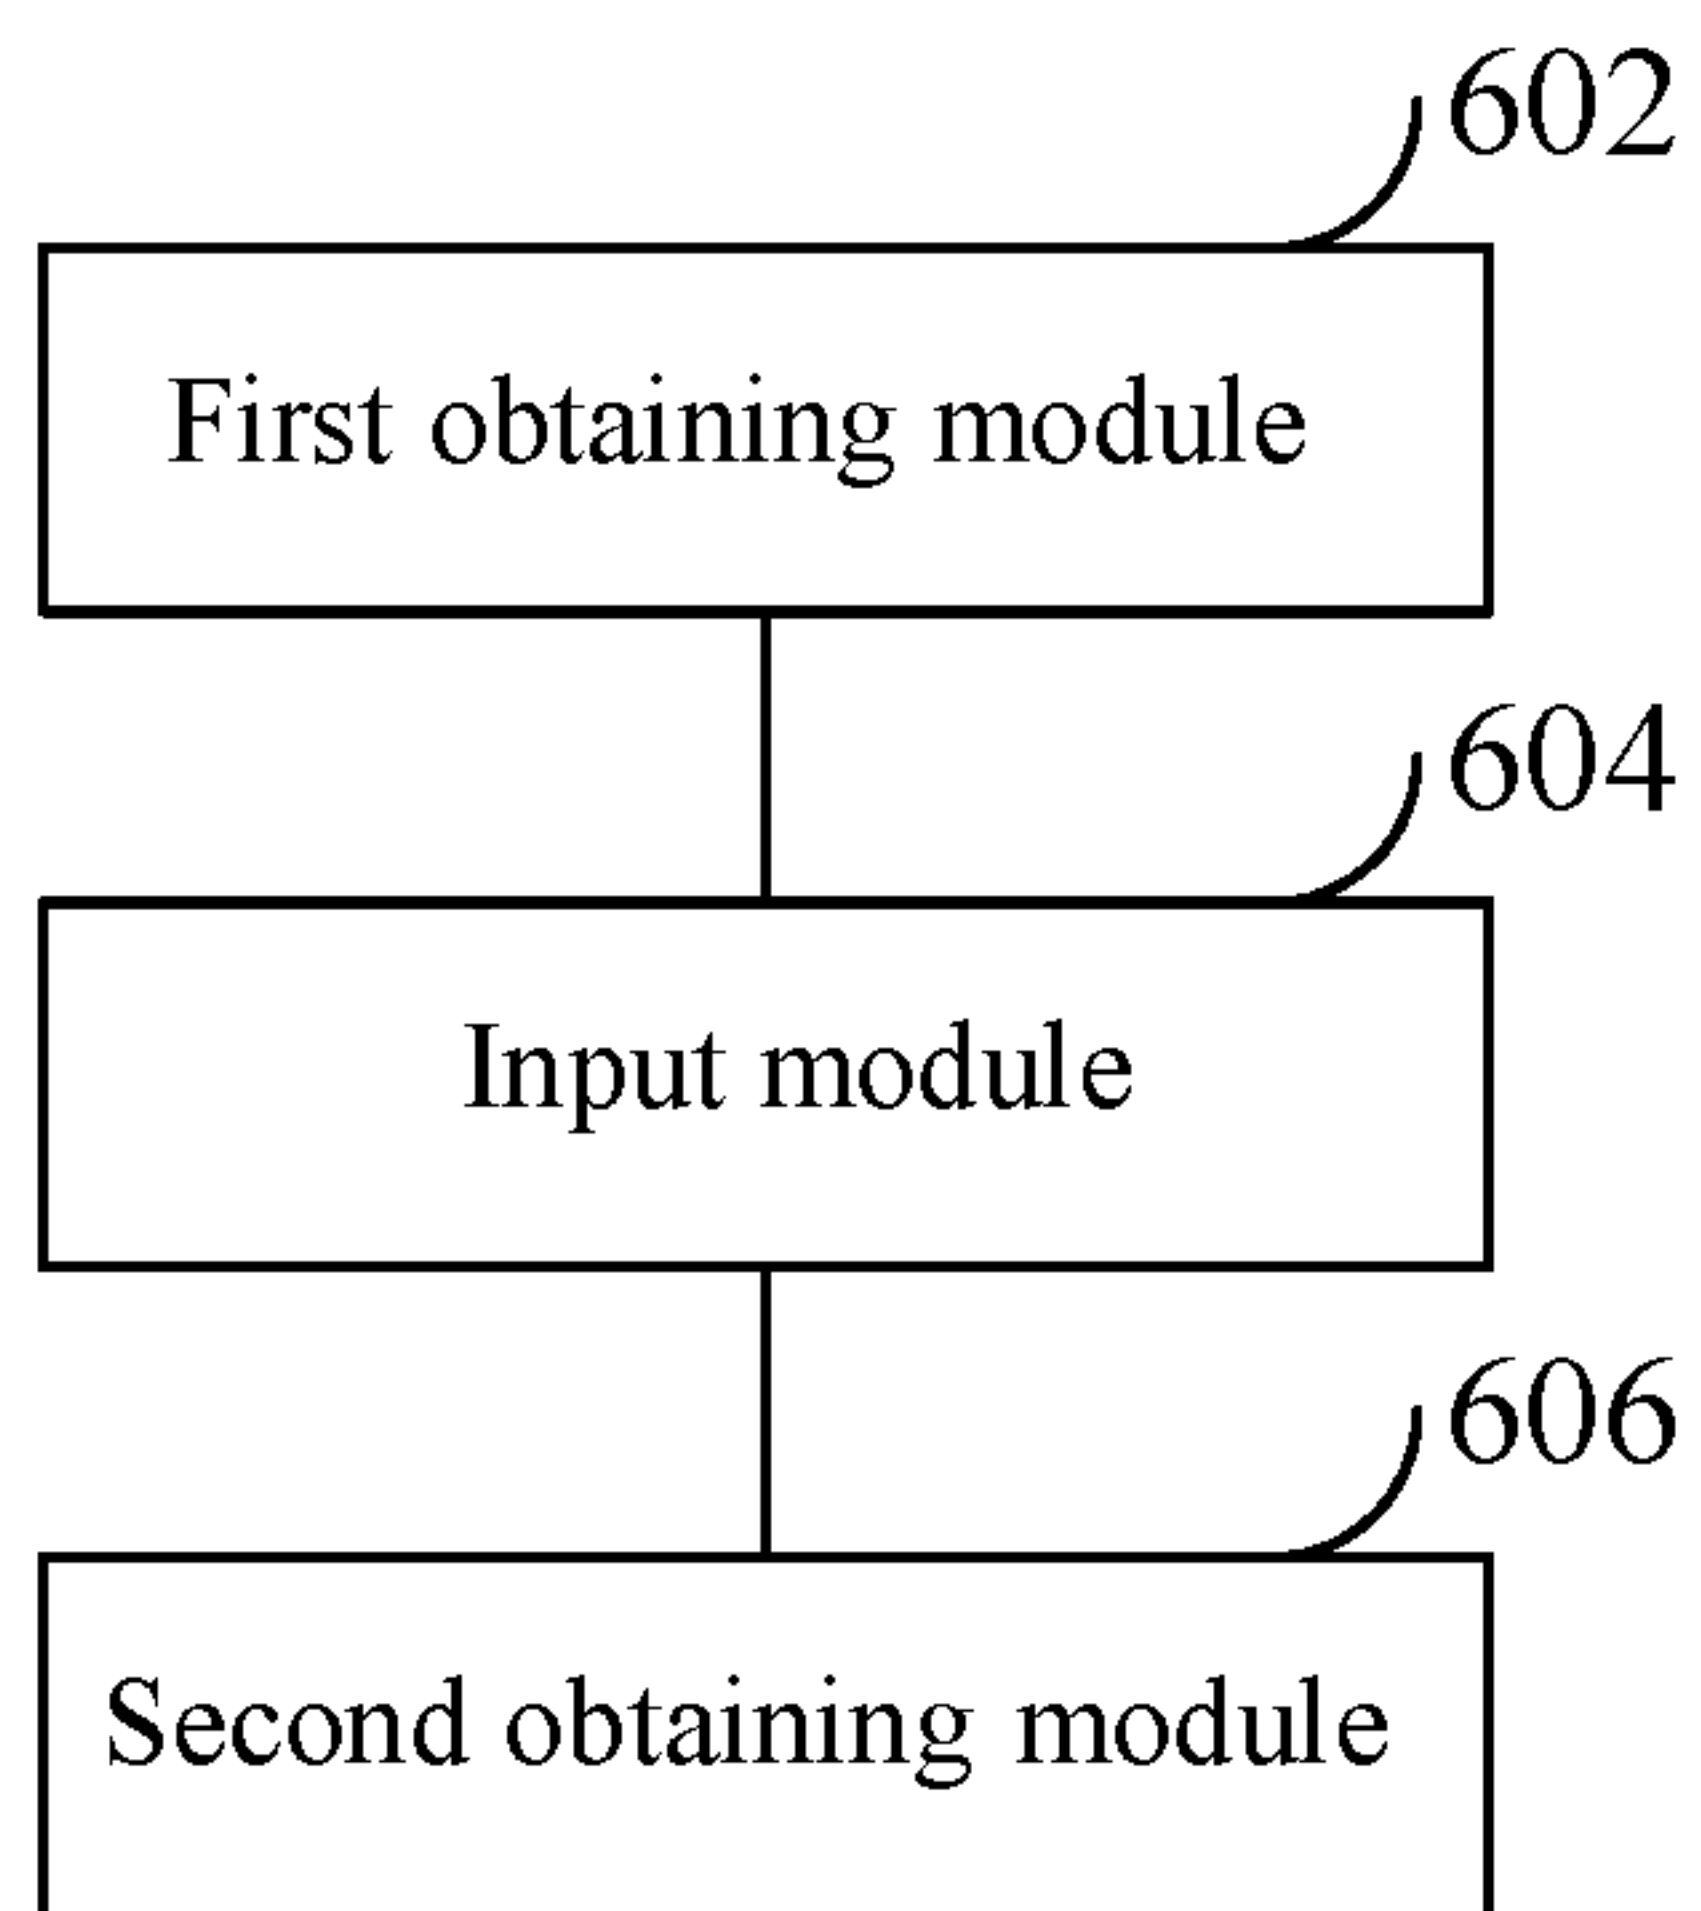 602
First obtaining module
604
Input module
606
Second obtaining module